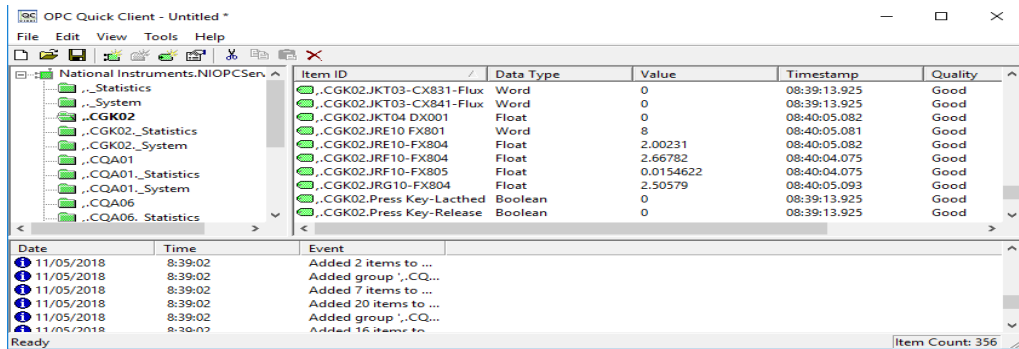 OPC Quick Client - Untitled *
File Edit View Tools Help
National Instruments.NIOPCServ
,._Statistics
,._System
,.CGK02
,.CGK02._Statistics
,.CGK02._System
,.CQA01
,.CQA01._Statistics
,.CQA01._System
,.CQA06
,.CQA06._Statistics
Item ID Data Type Value Timestamp Quality
,.CGK02.JKT03-CX831-Flux Word 0 08:39:13.925 Good
,.CGK02.JKT03-CX841-Flux Word 0 08:39:13.925 Good
,.CGK02.JKT04 DX001 Float 0 08:40:05.082 Good
,.CGK02.JRE10 FX801 Word 8 08:40:05.081 Good
,.CGK02.JRE10-FX804 Float 2.00231 08:40:05.082 Good
,.CGK02.JRF10-FX804 Float 2.66782 08:40:04.075 Good
,.CGK02.JRF10-FX805 Float 0.0154622 08:40:04.075 Good
,.CGK02.JRG10-FX804 Float 2.50579 08:40:05.093 Good
,.CGK02.Press Key-Lacthed Boolean 0 08:39:13.925 Good
,.CGK02.Press Key-Release Boolean 0 08:39:13.925 Good
Date Time Event
11/05/2018 8:39:02 Added 2 items to ...
11/05/2018 8:39:02 Added group ',.CQ...
11/05/2018 8:39:02 Added 7 items to ...
11/05/2018 8:39:02 Added 20 items to ...
11/05/2018 8:39:02 Added group ',.CQ...
11/05/2018 8:39:02 Added 16 items to
Ready Item Count: 356